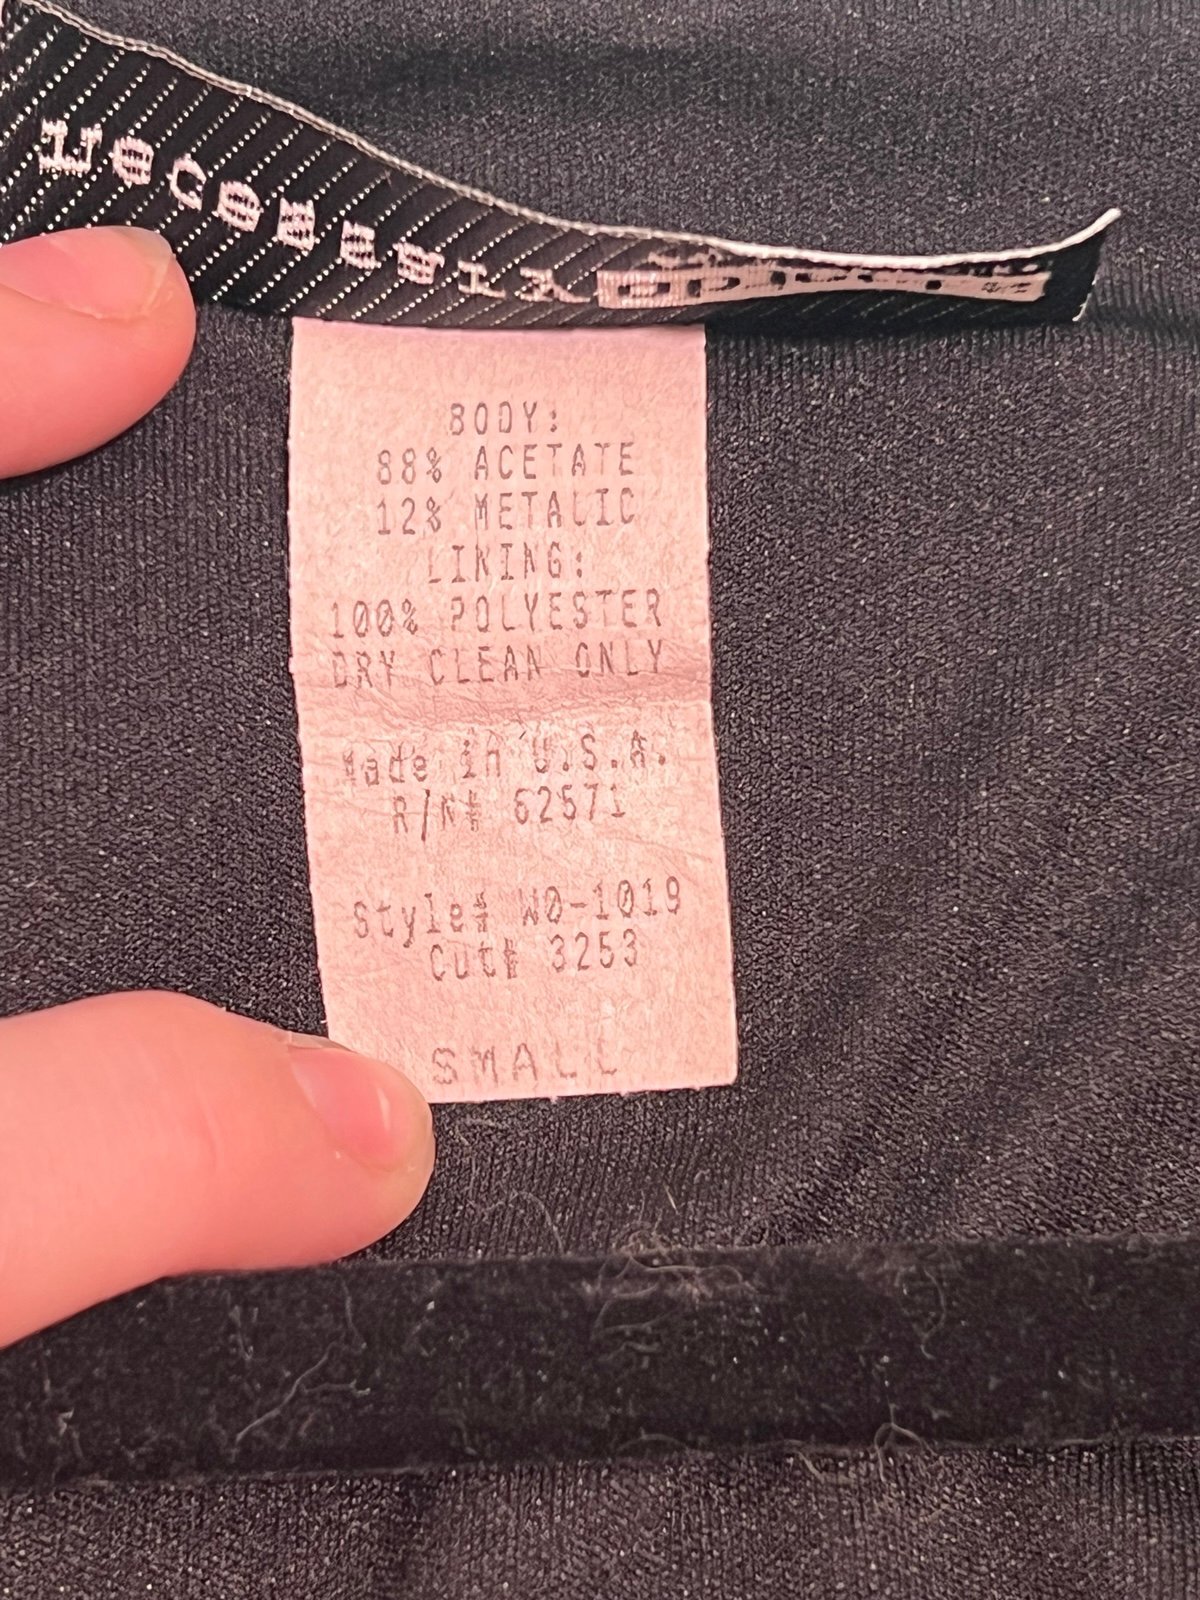 Necessary
BODY:
88% ACETATE
12% METALIC
LINING:
100% POLYESTER
DRY CLEAN ONLY
Made in U.S.A.
R/N# 62571
Style# WO-1019
Cut# 3253
SMALL